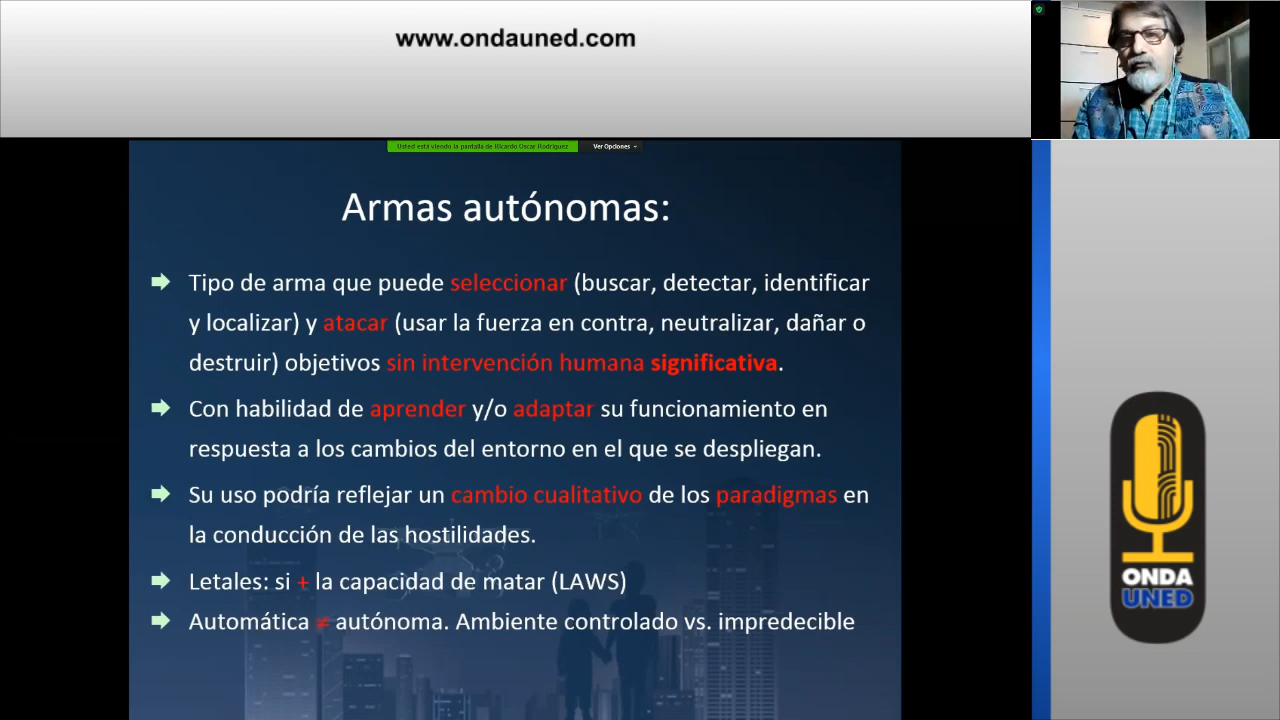 www.ondauned.com
Usted está viendo la pantalla de Ricardo Oscar Rodriguez
Ver Opciones
Armas autónomas:
Tipo de arma que puede seleccionar (buscar, detectar, identificar
y localizar) y atacar (usar la fuerza en contra, neutralizar, dañar o
destruir) objetivos sin intervención humana significativa.
Con habilidad de aprender y/o adaptar su funcionamiento en
respuesta a los cambios del entorno en el que se despliegan.
Su uso podría reflejar un cambio cualitativo de los paradigmas en
la conducción de las hostilidades.
Letales: si + la capacidad de matar (LAWS)
Automática ≠ autónoma. Ambiente controlado vs. impredecible
ONDA
UNED